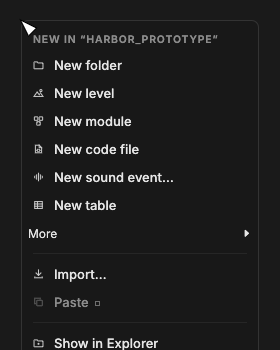 NEW IN “HARBOR_PROTOTYPE”
New folder
New level
New module
New code file
New sound event...
New table
More
Import...
Paste
Show in Explorer